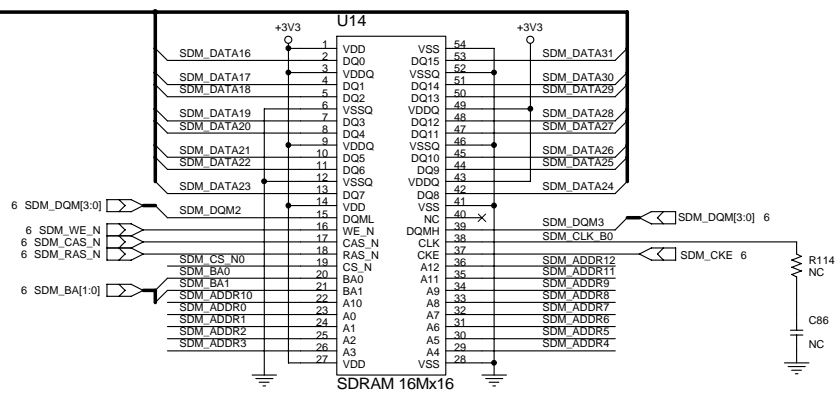 U14
+3V3
+3V3
1 VDD VSS 54
SDM_DATA16 2 DQ0 DQ15 53 SDM_DATA31
3 VDDQ VSSQ 52
SDM_DATA17 4 DQ1 DQ14 51 SDM_DATA30
SDM_DATA18 5 DQ2 DQ13 50 SDM_DATA29
6 VSSQ VDDQ 49
SDM_DATA19 7 DQ3 DQ12 48 SDM_DATA28
SDM_DATA20 8 DQ4 DQ11 47 SDM_DATA27
9 VDDQ VSSQ 46
SDM_DATA21 10 DQ5 DQ10 45 SDM_DATA26
SDM_DATA22 11 DQ6 DQ9 44 SDM_DATA25
12 VSSQ VDDQ 43
SDM_DATA23 13 DQ7 DQ8 42 SDM_DATA24
14 VDD VSS 41
6 SDM_DQM[3:0] SDM_DQM2 15 DQML NC 40
6 SDM_WE_N 16 WE_N DQMH 39 SDM_DQM3 SDM_DQM[3:0] 6
6 SDM_CAS_N 17 CAS_N CLK 38 SDM_CLK_B0
6 SDM_RAS_N 18 RAS_N CKE 37 SDM_CKE 6
SDM_CS_N0 19 CS_N A12 36 SDM_ADDR12
SDM_BA0 20 BA0 A11 35 SDM_ADDR11
6 SDM_BA[1:0] SDM_BA1 21 BA1 A9 34 SDM_ADDR9
SDM_ADDR10 22 A10 A8 33 SDM_ADDR8
SDM_ADDR0 23 A0 A7 32 SDM_ADDR7
SDM_ADDR1 24 A1 A6 31 SDM_ADDR6
SDM_ADDR2 25 A2 A5 30 SDM_ADDR5
SDM_ADDR3 26 A3 A4 29 SDM_ADDR4
27 VDD VSS 28
SDRAM 16Mx16
R114
NC
C86
NC